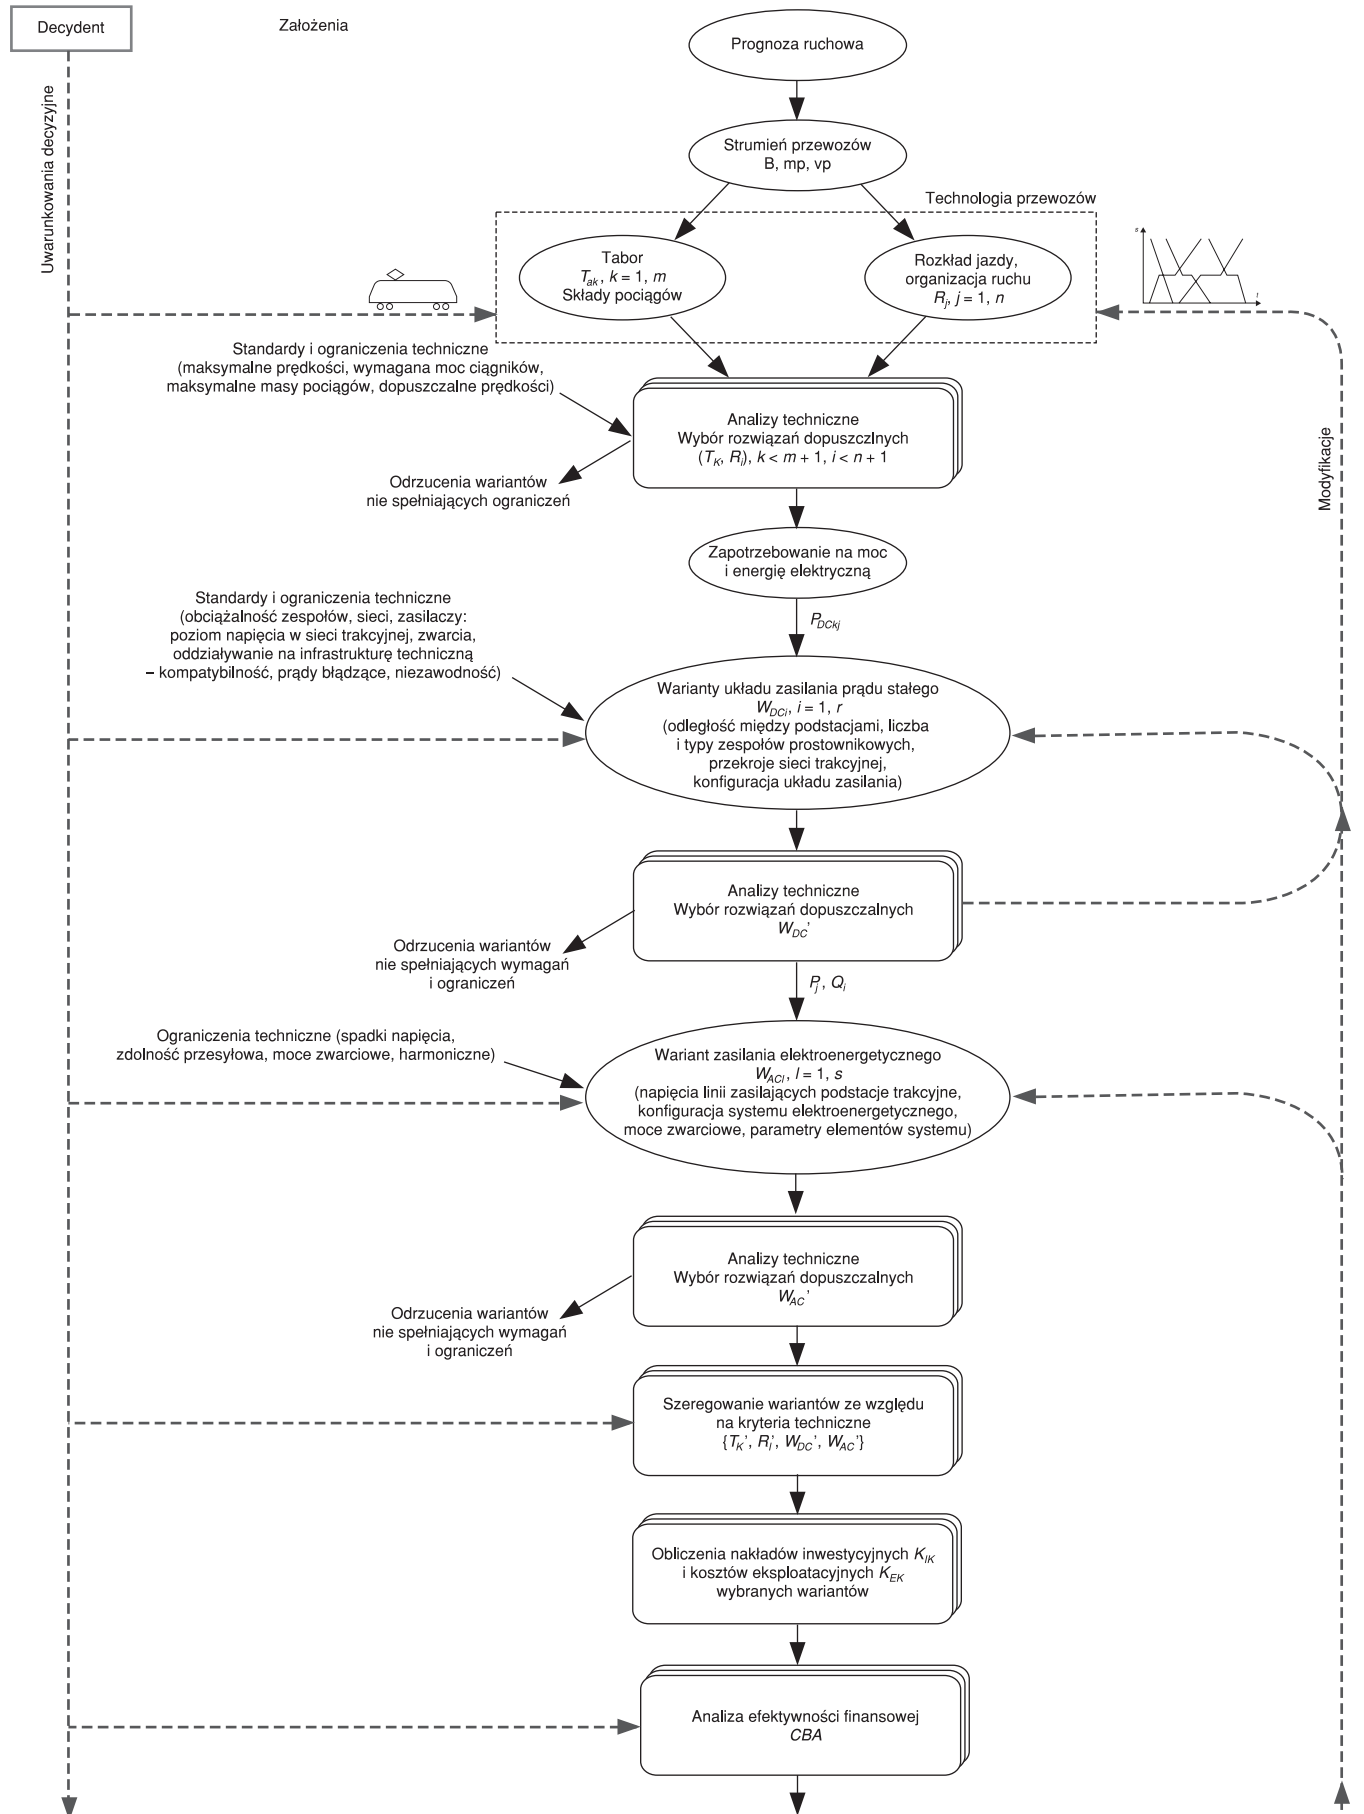 Decydent
Założenia
Uwarunkowania decyzyjne
Prognoza ruchowa
Strumień przewozów
B, mp, vp
Technologia przewozów
Tabor
T_ak, k = 1, m
Składy pociągów
Rozkład jazdy,
organizacja ruchu
R_j, j = 1, n
s
t
Standardy i ograniczenia techniczne
(maksymalne prędkości, wymagana moc ciągników,
maksymalne masy pociągów, dopuszczalne prędkości)
Analizy techniczne
Wybór rozwiązań dopuszczlnych
(T_K, R_i), k < m + 1, i < n + 1
Odrzucenia wariantów
nie spełniających ograniczeń
Modyfikacje
Zapotrzebowanie na moc
i energię elektryczną
P_DCkj
Standardy i ograniczenia techniczne
(obciążalność zespołów, sieci, zasilaczy:
poziom napięcia w sieci trakcyjnej, zwarcia,
oddziaływanie na infrastrukturę techniczną
– kompatybilność, prądy błądzące, niezawodność)
Warianty układu zasilania prądu stałego
W_DCi, i = 1, r
(odległość między podstacjami, liczba
i typy zespołów prostownikowych,
przekroje sieci trakcyjnej,
konfiguracja układu zasilania)
Analizy techniczne
Wybór rozwiązań dopuszczalnych
W_DC’
Odrzucenia wariantów
nie spełniających wymagań
i ograniczeń
P_j, Q_i
Ograniczenia techniczne (spadki napięcia,
zdolność przesyłowa, moce zwarciowe, harmoniczne)
Wariant zasilania elektroenergetycznego
W_ACl, l = 1, s
(napięcia linii zasilających podstacje trakcyjne,
konfiguracja systemu elektroenergetycznego,
moce zwarciowe, parametry elementów systemu)
Analizy techniczne
Wybór rozwiązań dopuszczalnych
W_AC’
Odrzucenia wariantów
nie spełniających wymagań
i ograniczeń
Szeregowanie wariantów ze względu
na kryteria techniczne
{T_K’, R_i’, W_DC’, W_AC’}
Obliczenia nakładów inwestycyjnych K_IK
i kosztów eksploatacyjnych K_EK
wybranych wariantów
Analiza efektywności finansowej
CBA